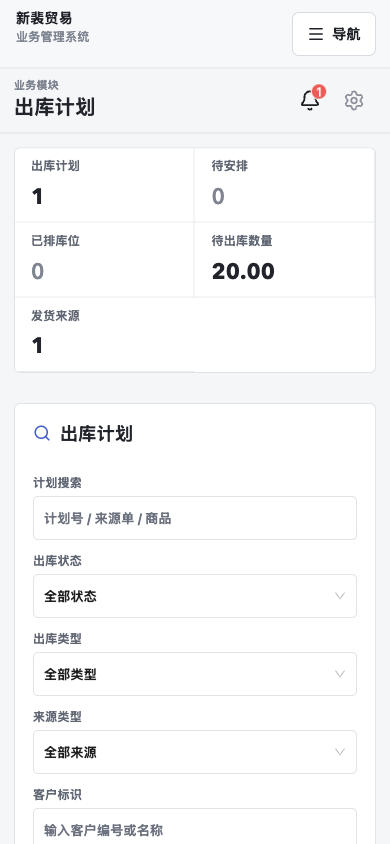 新裴贸易
业务管理系统
导航
业务模块
出库计划
1
出库计划
1
待安排
0
已排库位
0
待出库数量
20.00
发货来源
1
出库计划
计划搜索
计划号 / 来源单 / 商品
出库状态
全部状态
出库类型
全部类型
来源类型
全部来源
客户标识
输入客户编号或名称